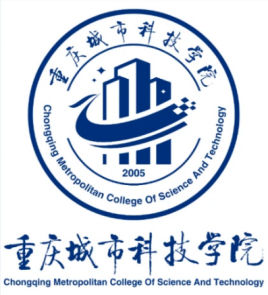 重庆城市科技学院
Chongqing Metropolitan College Of Science And Technology
2005
重庆城市科技学院
Chongqing Metropolitan College Of Science And Technology